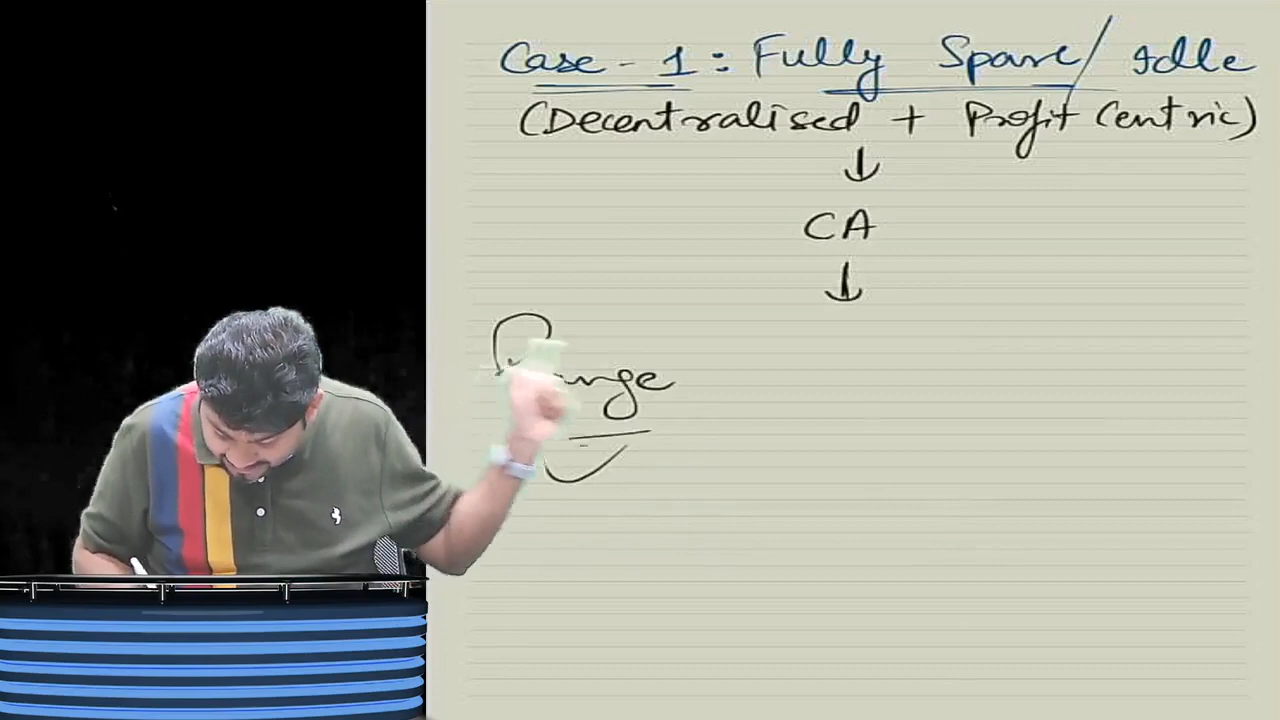 Case - 1 : Fully Spare/ Idle
(Decentralised + Profit Centric)
↓
CA
↓